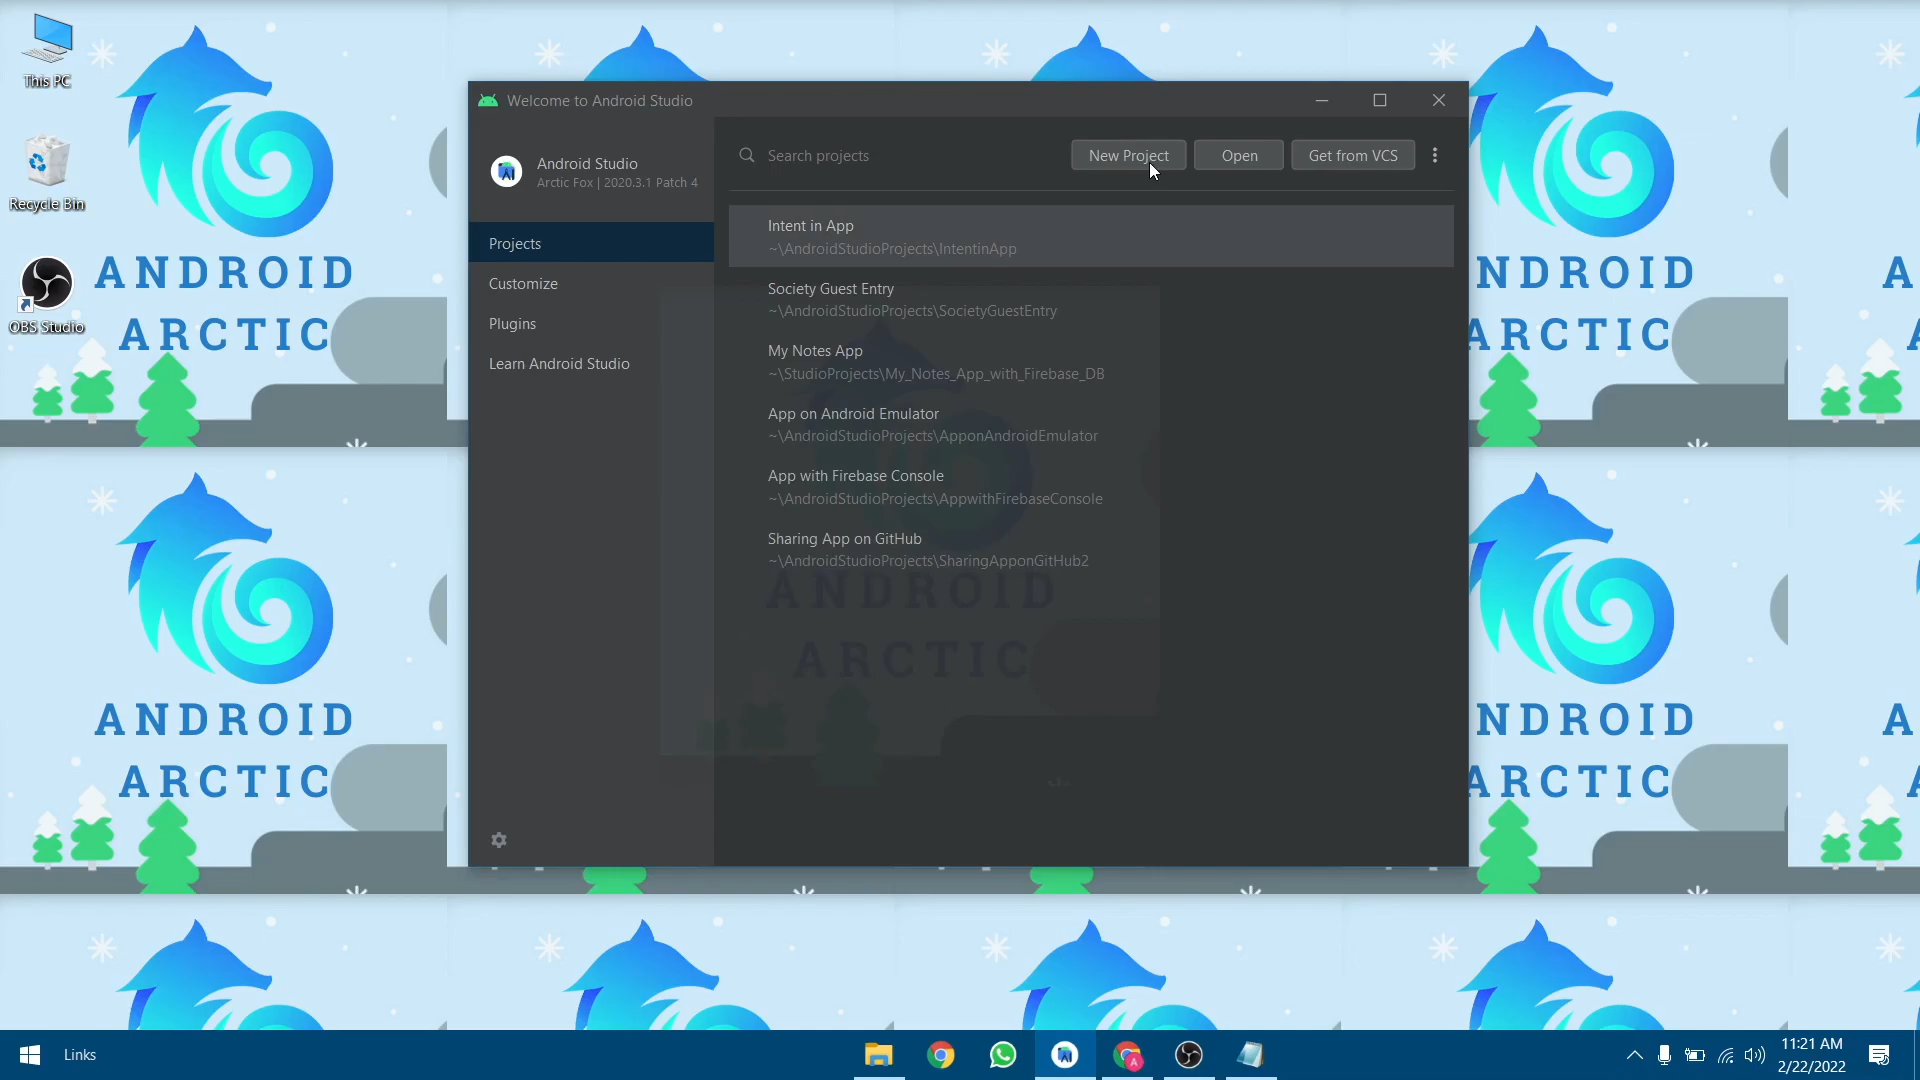 This PC
Recycle Bin
OBS Studio
ANDROID
ARCTIC
NDROID
ARCTIC
A
A
Welcome to Android Studio
Android Studio
Arctic Fox | 2020.3.1 Patch 4
Projects
Customize
Plugins
Learn Android Studio
Search projects
New Project
Open
Get from VCS
Intent in App
~\AndroidStudioProjects\IntentinApp
Society Guest Entry
~\AndroidStudioProjects\SocietyGuestEntry
My Notes App
~\StudioProjects\My_Notes_App_with_Firebase_DB
App on Android Emulator
~\AndroidStudioProjects\ApponAndroidEmulator
App with Firebase Console
~\AndroidStudioProjects\AppwithFirebaseConsole
Sharing App on GitHub
~\AndroidStudioProjects\SharingApponGitHub2
ANDROID
ARCTIC
ANDROID
ARCTIC
NDROID
ARCTIC
A
A
Links
A
11:21 AM
2/22/2022